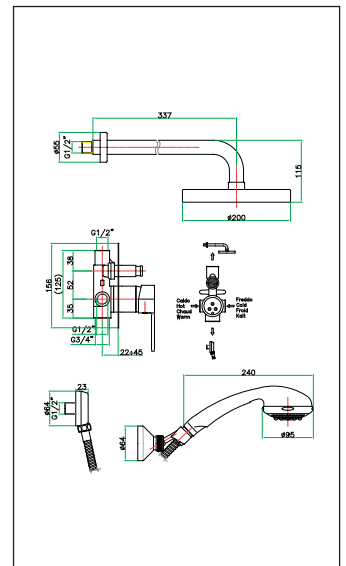 337
ø55
G1/2"
115
ø200
G1/2"
38
156
(125)
52
35
G1/2"
G3/4"
22÷45
Caldo
Hot
Chaud
Warm
Freddo
Cold
Froid
Kalt
23
ø64
G1/2"
240
ø64
ø95